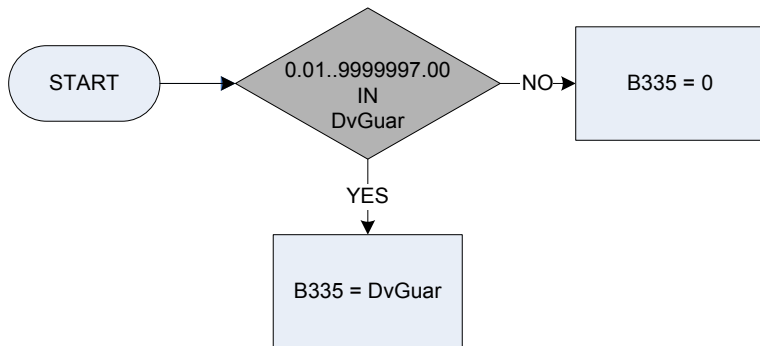 START
0.01..9999997.00
IN
DvGuar
NO
B335 = 0
YES
B335 = DvGuar